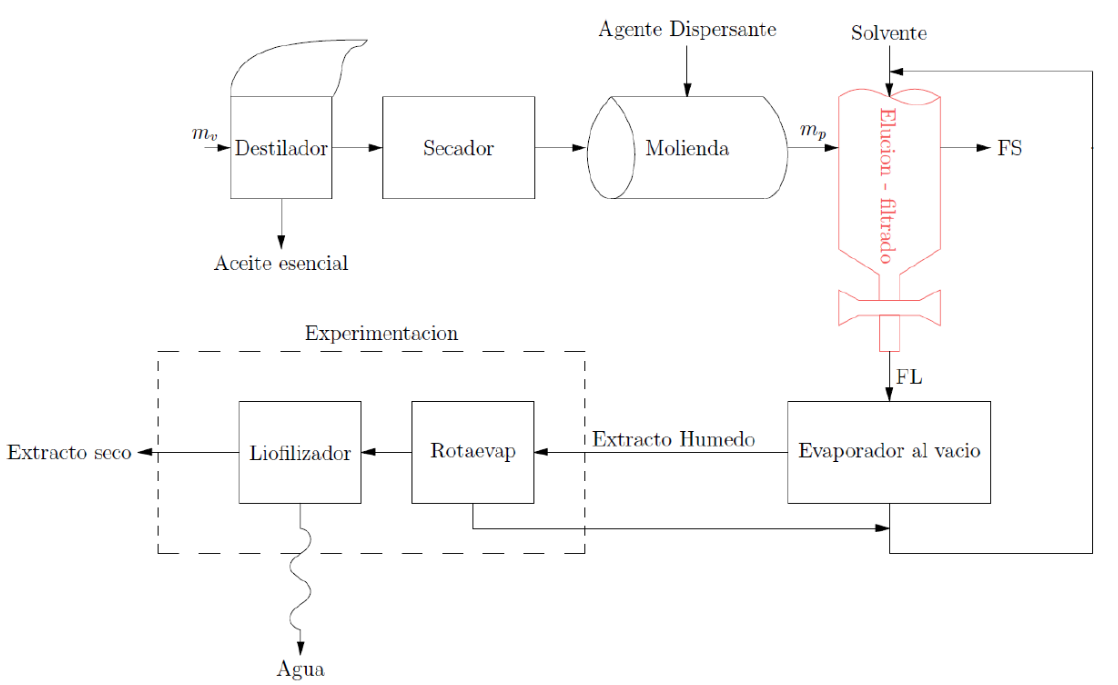 Agente Dispersante
Solvente
m_v
Destilador
Secador
Molienda
m_p
Elucion - filtrado
FS
Aceite esencial
Experimentacion
FL
Extracto seco
Liofilizador
Rotaevap
Extracto Humedo
Evaporador al vacio
Agua